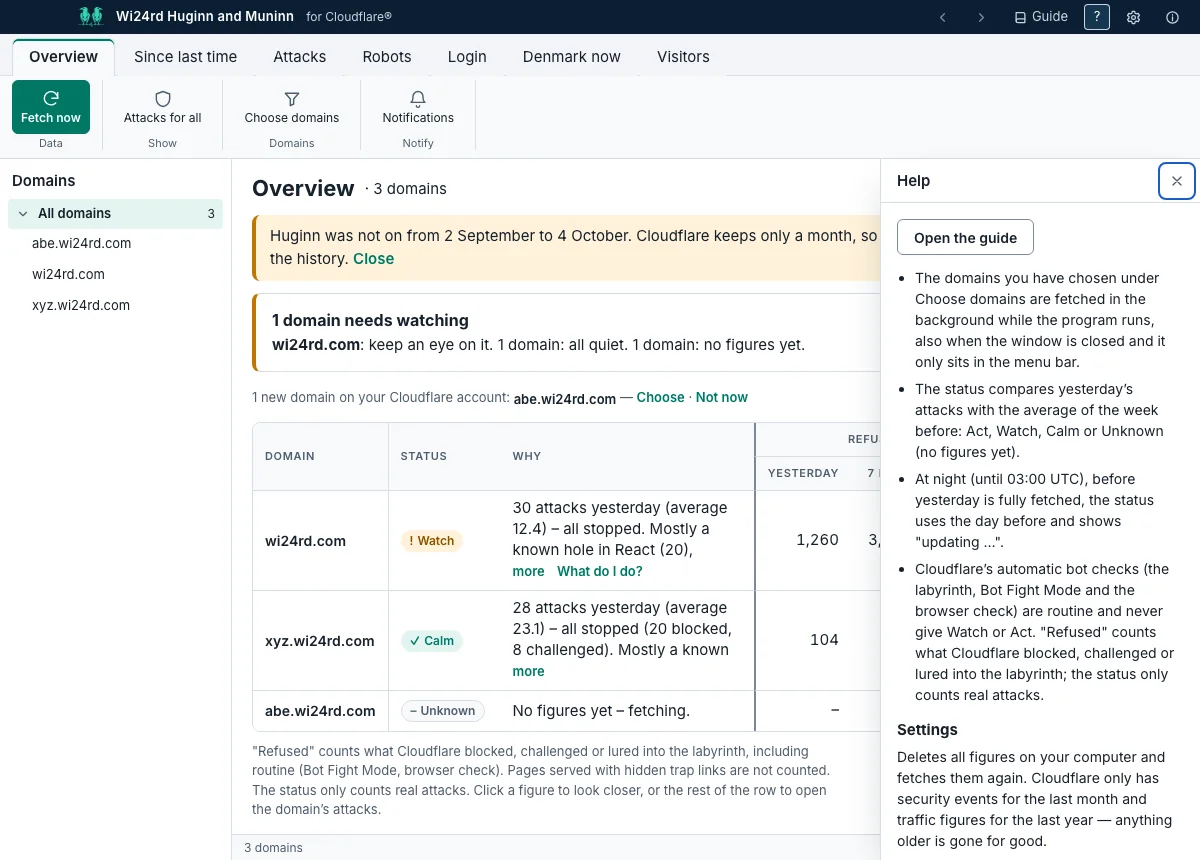 Wi24rd Huginn and Muninn for Cloudflare®
Guide
?
Overview
Since last time
Attacks
Robots
Login
Denmark now
Visitors
Fetch now
Data
Attacks for all
Show
Choose domains
Domains
Notifications
Notify
Domains
All domains 3
abe.wi24rd.com
wi24rd.com
xyz.wi24rd.com
Overview · 3 domains
Huginn was not on from 2 September to 4 October. Cloudflare keeps only a month, so
the history. Close
1 domain needs watching
wi24rd.com: keep an eye on it. 1 domain: all quiet. 1 domain: no figures yet.
1 new domain on your Cloudflare account: abe.wi24rd.com — Choose · Not now
DOMAIN STATUS WHY
REFU
YESTERDAY 7
wi24rd.com
! Watch
30 attacks yesterday (average
12.4) – all stopped. Mostly a
known hole in React (20),
more What do I do?
1,260 3,
xyz.wi24rd.com
✓ Calm
28 attacks yesterday (average
23.1) – all stopped (20 blocked,
8 challenged). Mostly a known
more
104
abe.wi24rd.com
– Unknown
No figures yet – fetching.
–
"Refused" counts what Cloudflare blocked, challenged or lured into the labyrinth, including
routine (Bot Fight Mode, browser check). Pages served with hidden trap links are not counted.
The status only counts real attacks. Click a figure to look closer, or the rest of the row to open
the domain's attacks.
3 domains
Help
Open the guide
• The domains you have chosen under
Choose domains are fetched in the
background while the program runs,
also when the window is closed and it
only sits in the menu bar.
• The status compares yesterday's
attacks with the average of the week
before: Act, Watch, Calm or Unknown
(no figures yet).
• At night (until 03:00 UTC), before
yesterday is fully fetched, the status
uses the day before and shows
"updating …".
• Cloudflare's automatic bot checks (the
labyrinth, Bot Fight Mode and the
browser check) are routine and never
give Watch or Act. "Refused" counts
what Cloudflare blocked, challenged or
lured into the labyrinth; the status only
counts real attacks.
Settings
Deletes all figures on your computer and
fetches them again. Cloudflare only has
security events for the last month and
traffic figures for the last year — anything
older is gone for good.